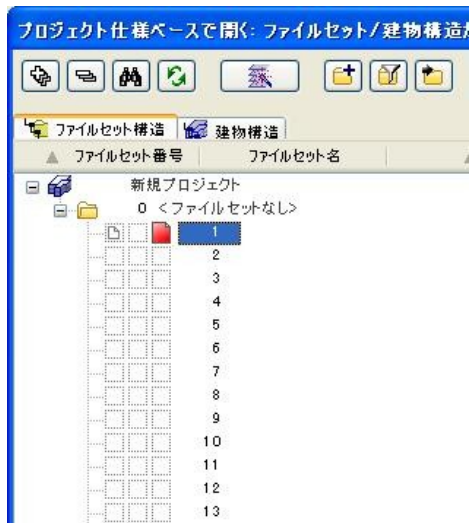 プロジェクト仕様ベースで開く: ファイルセット/建物構造
ファイルセット構造 建物構造
ファイルセット番号 ファイルセット名
新規プロジェクト
0 <ファイルセットなし>
1
2
3
4
5
6
7
8
9
10
11
12
13